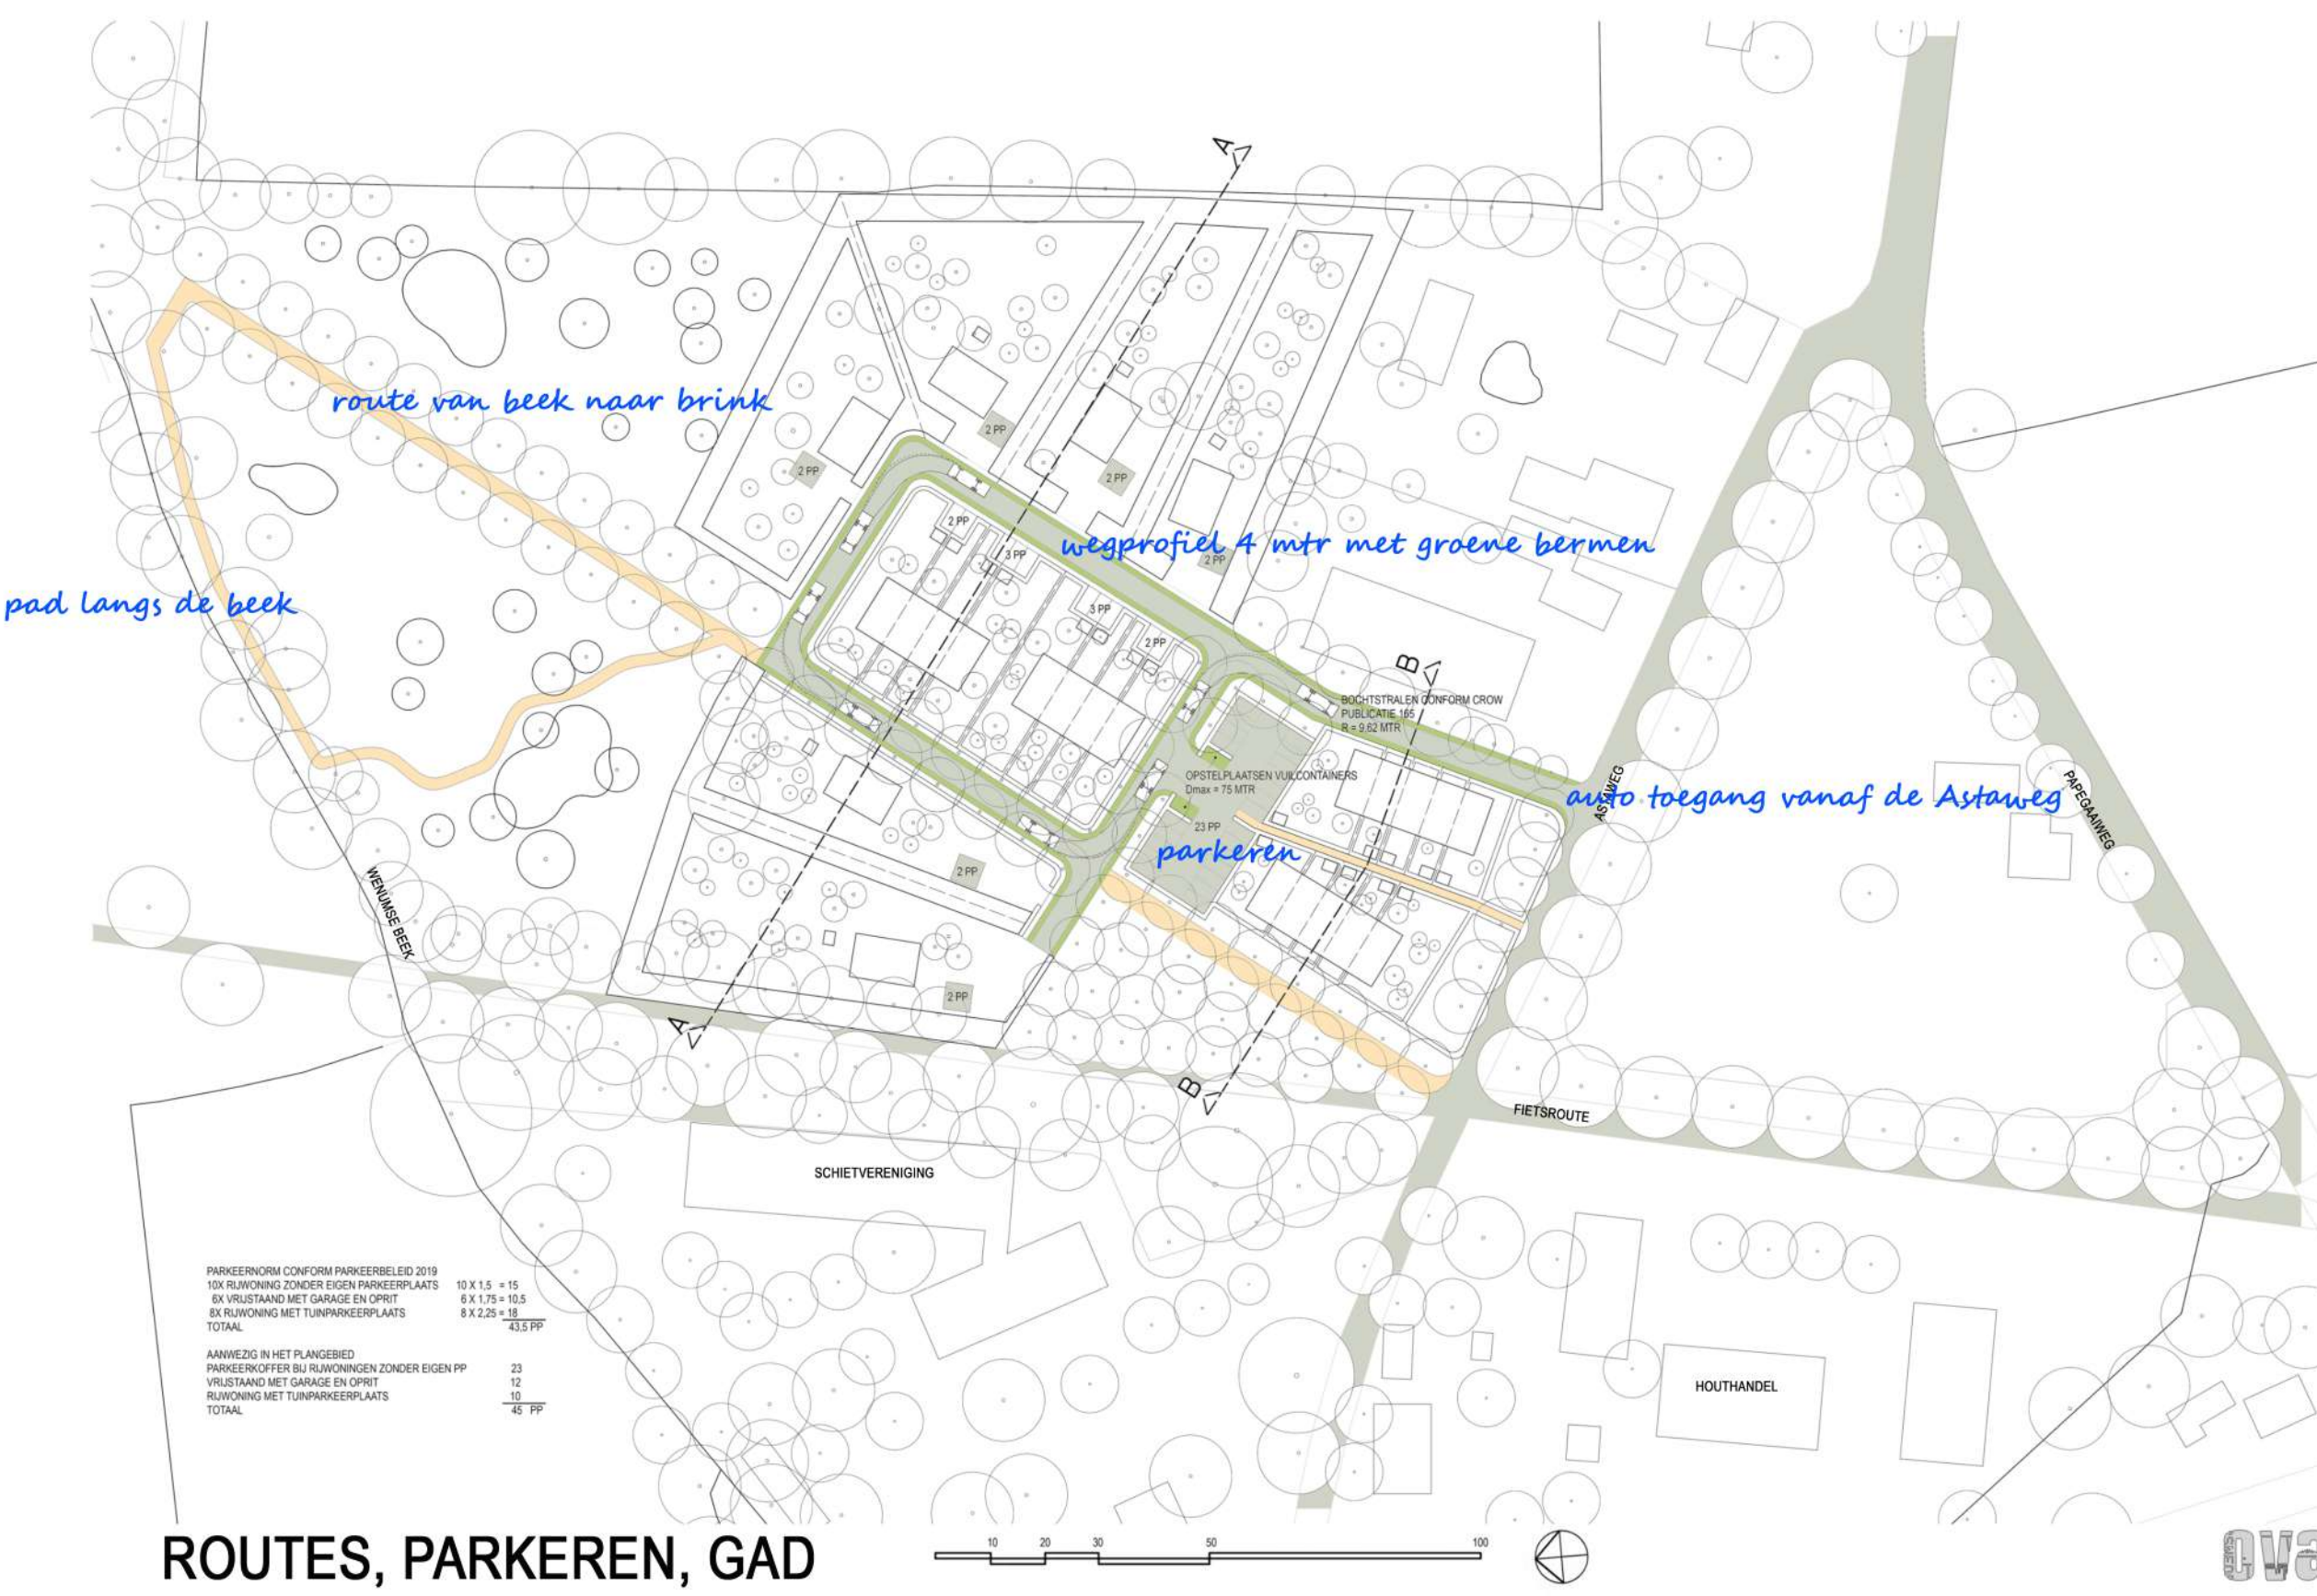 A
route van beek naar brink
2 PP
2 PP
2 PP
2 PP
3 PP
wegprofiel 4 mtr met groene bermen
2 PP
pad langs de beek
3 PP
2 PP
B
BOCHTSTRALEN CONFORM CROW
PUBLICATIE 165
R = 9,62 MTR
OPSTELPLAATSEN VUILCONTAINERS
Dmax = 75 MTR
ASTAWEG
auto toegang vanaf de Astaweg
PAPEGAAIWEG
23 PP
parkeren
2 PP
WENUMSE BEEK
2 PP
A
B
FIETSROUTE
SCHIETVERENIGING
PARKEERNORM CONFORM PARKEERBELEID 2019
10X RIJWONING ZONDER EIGEN PARKEERPLAATS 10 X 1,5 = 15
6X VRIJSTAAND MET GARAGE EN OPRIT 6 X 1,75 = 10,5
8X RIJWONING MET TUINPARKEERPLAATS 8 X 2,25 = 18
TOTAAL 43,5 PP
AANWEZIG IN HET PLANGEBIED
PARKEERKOFFER BIJ RIJWONINGEN ZONDER EIGEN PP 23
VRIJSTAAND MET GARAGE EN OPRIT 12
RIJWONING MET TUINPARKEERPLAATS 10
TOTAAL 45 PP
HOUTHANDEL
ROUTES, PARKEREN, GAD
10 20 30 50 100